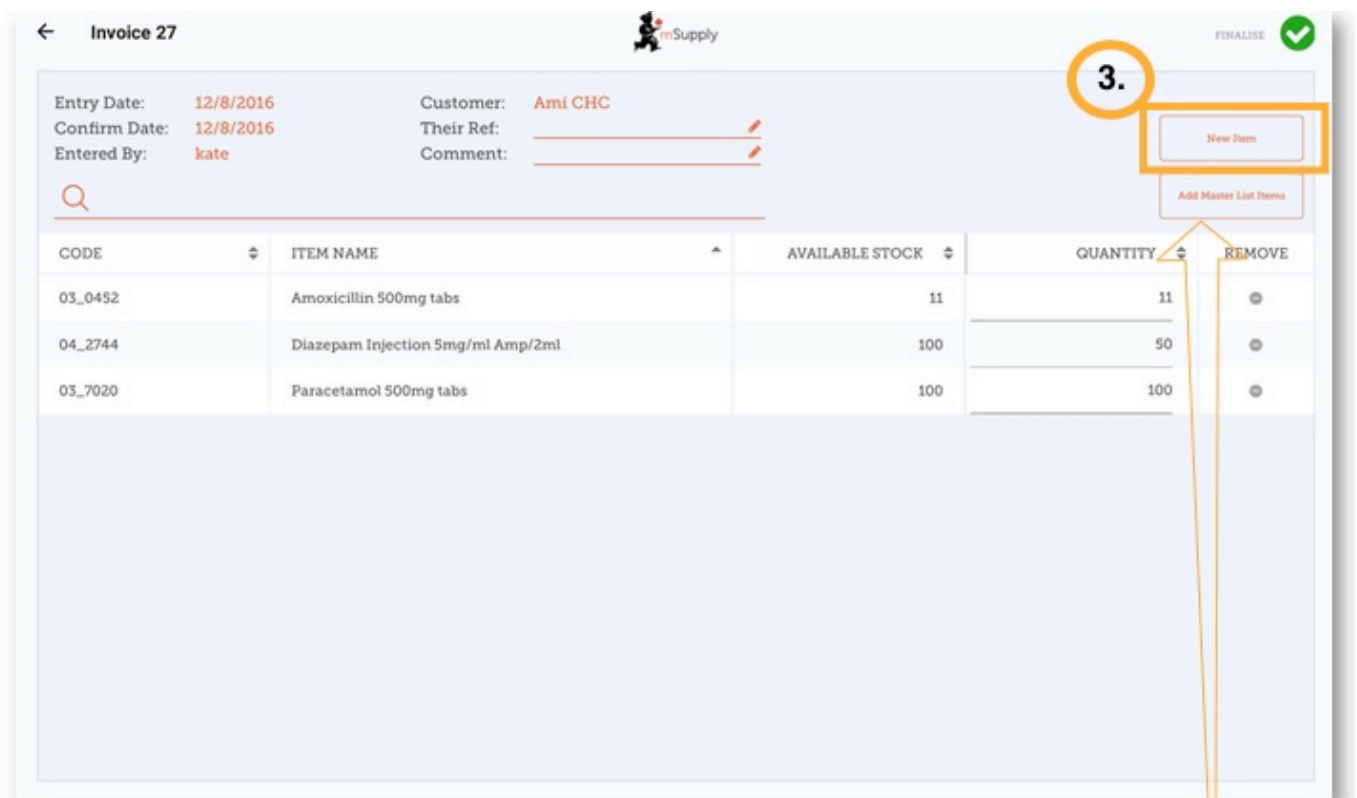 Invoice 27
mSupply
FINALISE
3.
Entry Date: 12/8/2016 Customer: Ami CHC
Confirm Date: 12/8/2016 Their Ref:
Entered By: kate Comment:
New Item
Add Master List Items
CODE ITEM NAME AVAILABLE STOCK QUANTITY REMOVE
03_0452 Amoxicillin 500mg tabs 11 11
04_2744 Diazepam Injection 5mg/ml Amp/2ml 100 50
03_7020 Paracetamol 500mg tabs 100 100